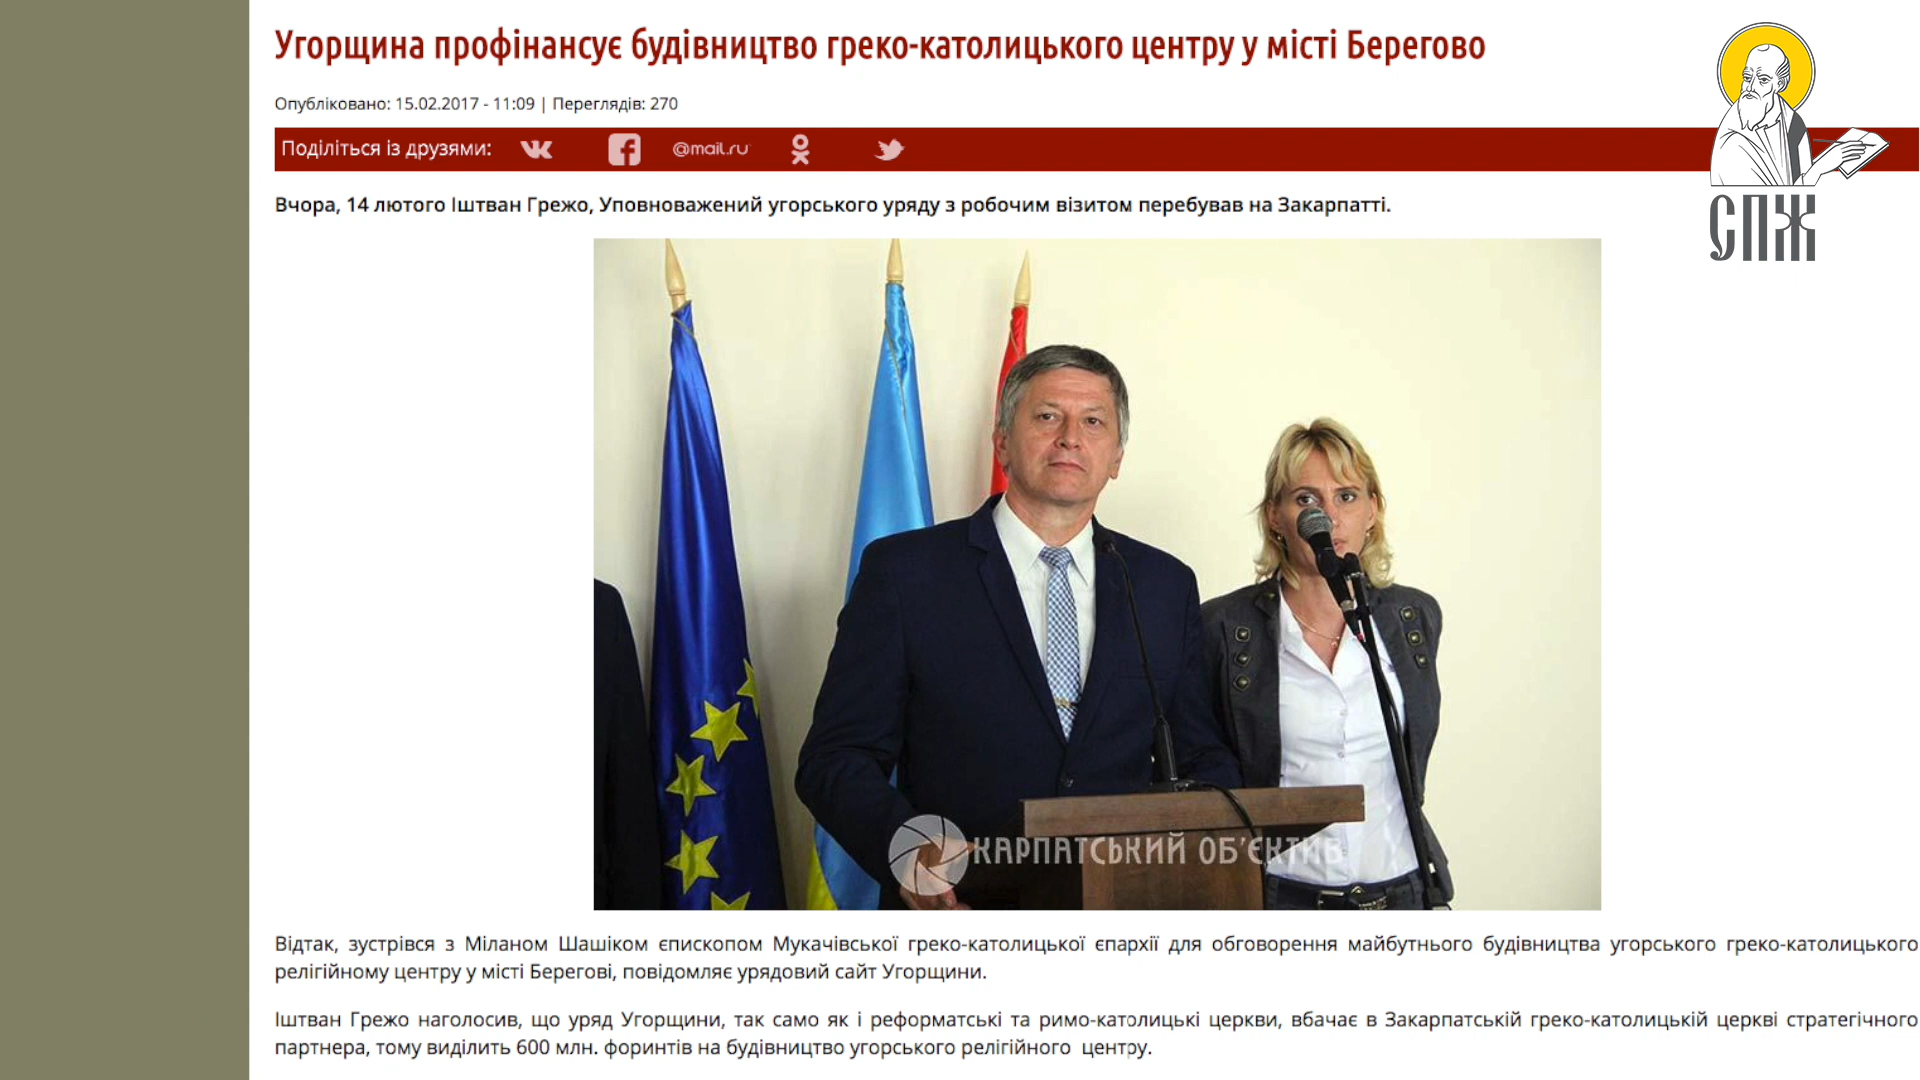 Угорщина профінансує будівництво греко-католицького центру у місті Берегово
Опубліковано: 15.02.2017 - 11:09 | Переглядів: 270
Поділіться із друзями:
@mail.ru
СПЖ
Вчора, 14 лютого Іштван Грежо, Уповноважений угорського уряду з робочим візитом перебував на Закарпатті.
КАРПАТСЬКИЙ ОБ'ЄКТИВ
Відтак, зустрівся з Міланом Шашіком єпископом Мукачівської греко-католицької єпархії для обговорення майбутнього будівництва угорського греко-католицького
релігійному центру у місті Берегові, повідомляє урядовий сайт Угорщини.
Іштван Грежо наголосив, що уряд Угорщини, так само як і реформатські та римо-католицькі церкви, вбачає в Закарпатській греко-католицькій церкві стратегічного
партнера, тому виділить 600 млн. форинтів на будівництво угорського релігійного центру.